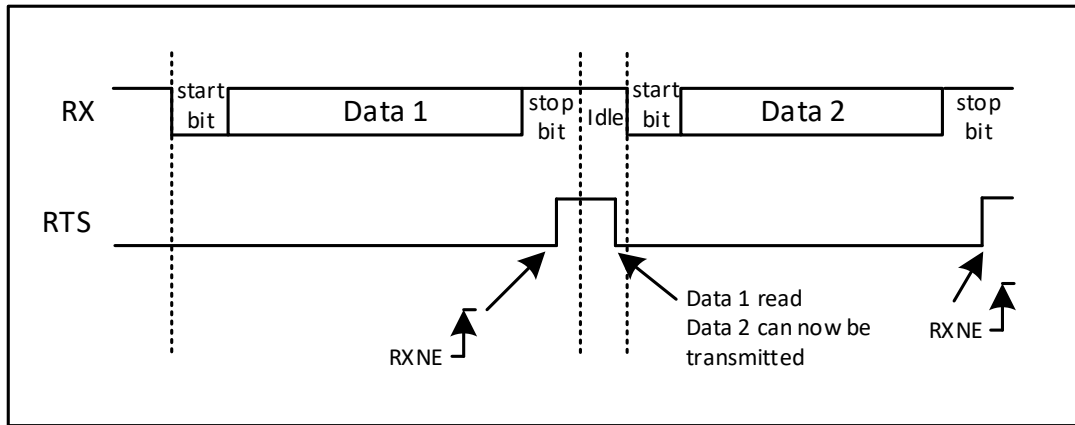 RX
start
bit
Data 1
stop
bit
Idle
start
bit
Data 2
stop
bit
RTS
RXNE
Data 1 read
Data 2 can now be
transmitted
RXNE